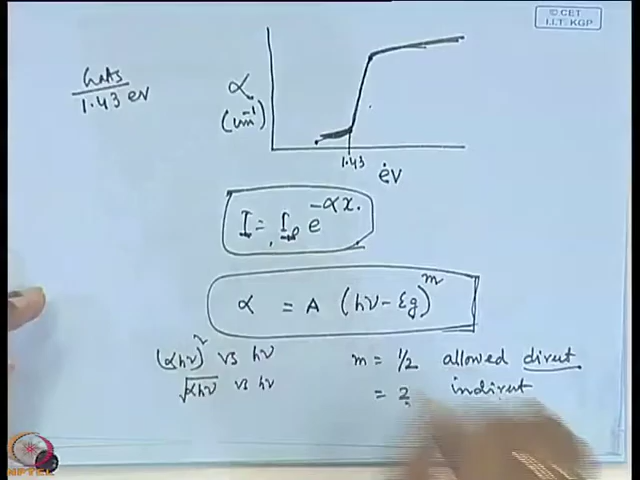 © CET
I.I.T. KGP
GaAs
1.43 eV
α
(cm⁻¹)
1.43
eV
I = I₀ e^(-αx).
α = A (hν - Eg)^m
(αhν)² vs hν
√αhν vs hν
m = 1/2 allowed direct
= 2 indirect
NPTEL